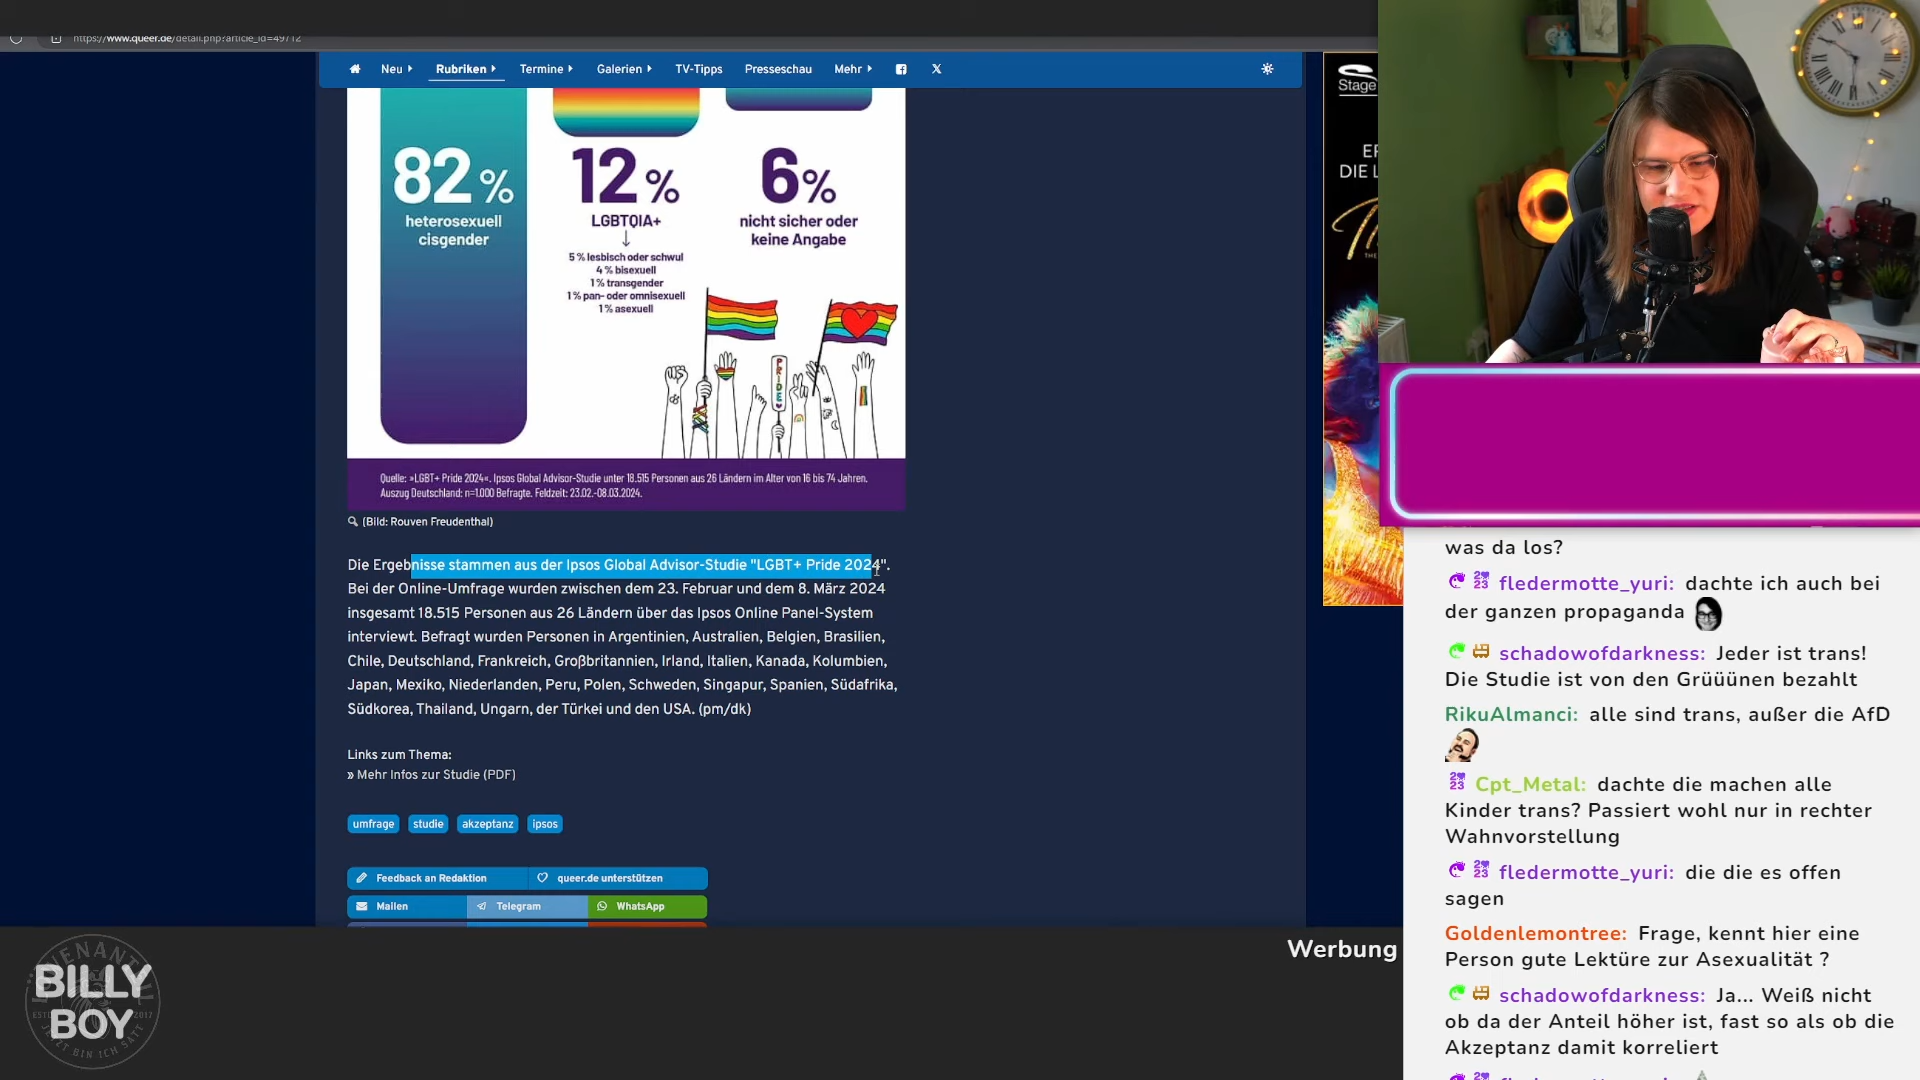 https://www.queer.de/detail.php?article_id=49712
Neu
Rubriken
Termine
Galerien
TV-Tipps
Presseschau
Mehr
82 %
heterosexuell
cisgender
12 %
LGBTQIA+
5 % lesbisch oder schwul
4 % bisexuell
1 % transgender
1 % pan- oder omnisexuell
1 % asexuell
6%
nicht sicher oder
keine Angabe
PRIDE
Quelle: »LGBT+ Pride 2024«. Ipsos Global Advisor-Studie unter 18.515 Personen aus 26 Ländern im Alter von 16 bis 74 Jahren.
Auszug Deutschland: n=1.000 Befragte. Feldzeit: 23.02.-08.03.2024.
(Bild: Rouven Freudenthal)
Die Ergebnisse stammen aus der Ipsos Global Advisor-Studie "LGBT+ Pride 2024".
Bei der Online-Umfrage wurden zwischen dem 23. Februar und dem 8. März 2024
insgesamt 18.515 Personen aus 26 Ländern über das Ipsos Online Panel-System
interviewt. Befragt wurden Personen in Argentinien, Australien, Belgien, Brasilien,
Chile, Deutschland, Frankreich, Großbritannien, Irland, Italien, Kanada, Kolumbien,
Japan, Mexiko, Niederlanden, Peru, Polen, Schweden, Singapur, Spanien, Südafrika,
Südkorea, Thailand, Ungarn, der Türkei und den USA. (pm/dk)
Links zum Thema:
» Mehr Infos zur Studie (PDF)
umfrage studie akzeptanz ipsos
Feedback an Redaktion
queer.de unterstützen
Mailen
Telegram
WhatsApp
Stage
DIE L
Werbung
BILLY
BOY
JETZT BIN ICH SATT
2017
was da los?
fledermotte_yuri: dachte ich auch bei
der ganzen propaganda
schadowofdarkness: Jeder ist trans!
Die Studie ist von den Grüüünen bezahlt
RikuAlmanci: alle sind trans, außer die AfD
Cpt_Metal: dachte die machen alle
Kinder trans? Passiert wohl nur in rechter
Wahnvorstellung
fledermotte_yuri: die die es offen
sagen
Goldenlemontree: Frage, kennt hier eine
Person gute Lektüre zur Asexualität ?
schadowofdarkness: Ja... Weiß nicht
ob da der Anteil höher ist, fast so als ob die
Akzeptanz damit korreliert